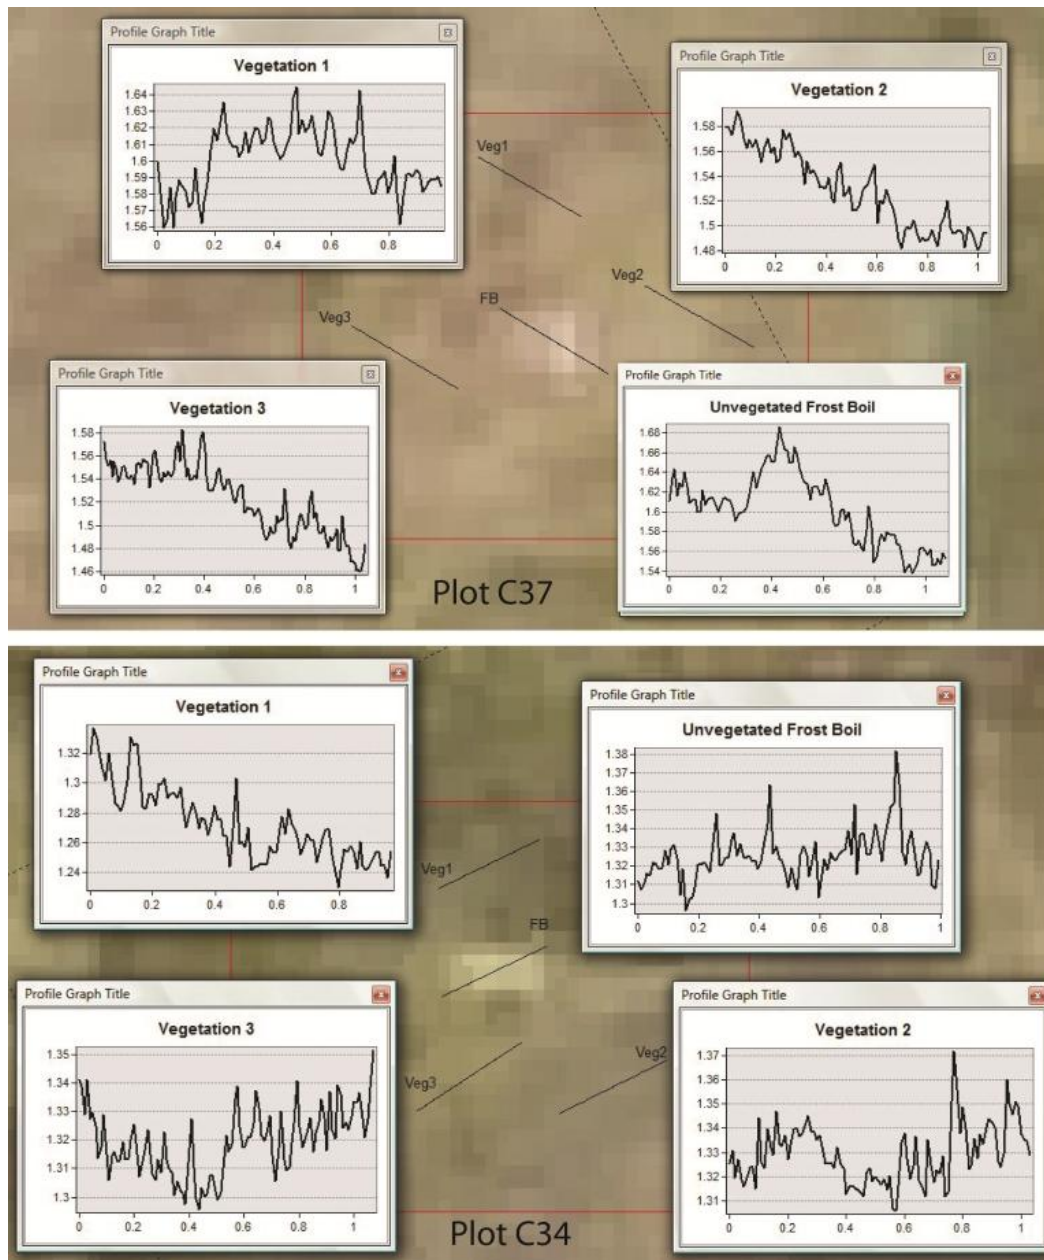 Profile Graph Title
Vegetation 1
1.64
1.63
1.62
1.61
1.6
1.59
1.58
1.57
1.56
0 0.2 0.4 0.6 0.8
Profile Graph Title
Vegetation 2
1.58
1.56
1.54
1.52
1.5
1.48
0 0.2 0.4 0.6 0.8 1
Veg1
Veg2
FB
Veg3
Profile Graph Title
Vegetation 3
1.58
1.56
1.54
1.52
1.5
1.48
1.46
0 0.2 0.4 0.6 0.8 1
Profile Graph Title
Unvegetated Frost Boil
1.68
1.66
1.64
1.62
1.6
1.58
1.56
1.54
0 0.2 0.4 0.6 0.8 1
Plot C37
Profile Graph Title
Vegetation 1
1.32
1.3
1.28
1.26
1.24
0 0.2 0.4 0.6 0.8
Profile Graph Title
Unvegetated Frost Boil
1.38
1.37
1.36
1.35
1.34
1.33
1.32
1.31
1.3
0 0.2 0.4 0.6 0.8 1
Veg1
FB
Veg2
Veg3
Profile Graph Title
Vegetation 3
1.35
1.34
1.33
1.32
1.31
1.3
0 0.2 0.4 0.6 0.8 1
Profile Graph Title
Vegetation 2
1.37
1.36
1.35
1.34
1.33
1.32
1.31
0 0.2 0.4 0.6 0.8 1
Plot C34